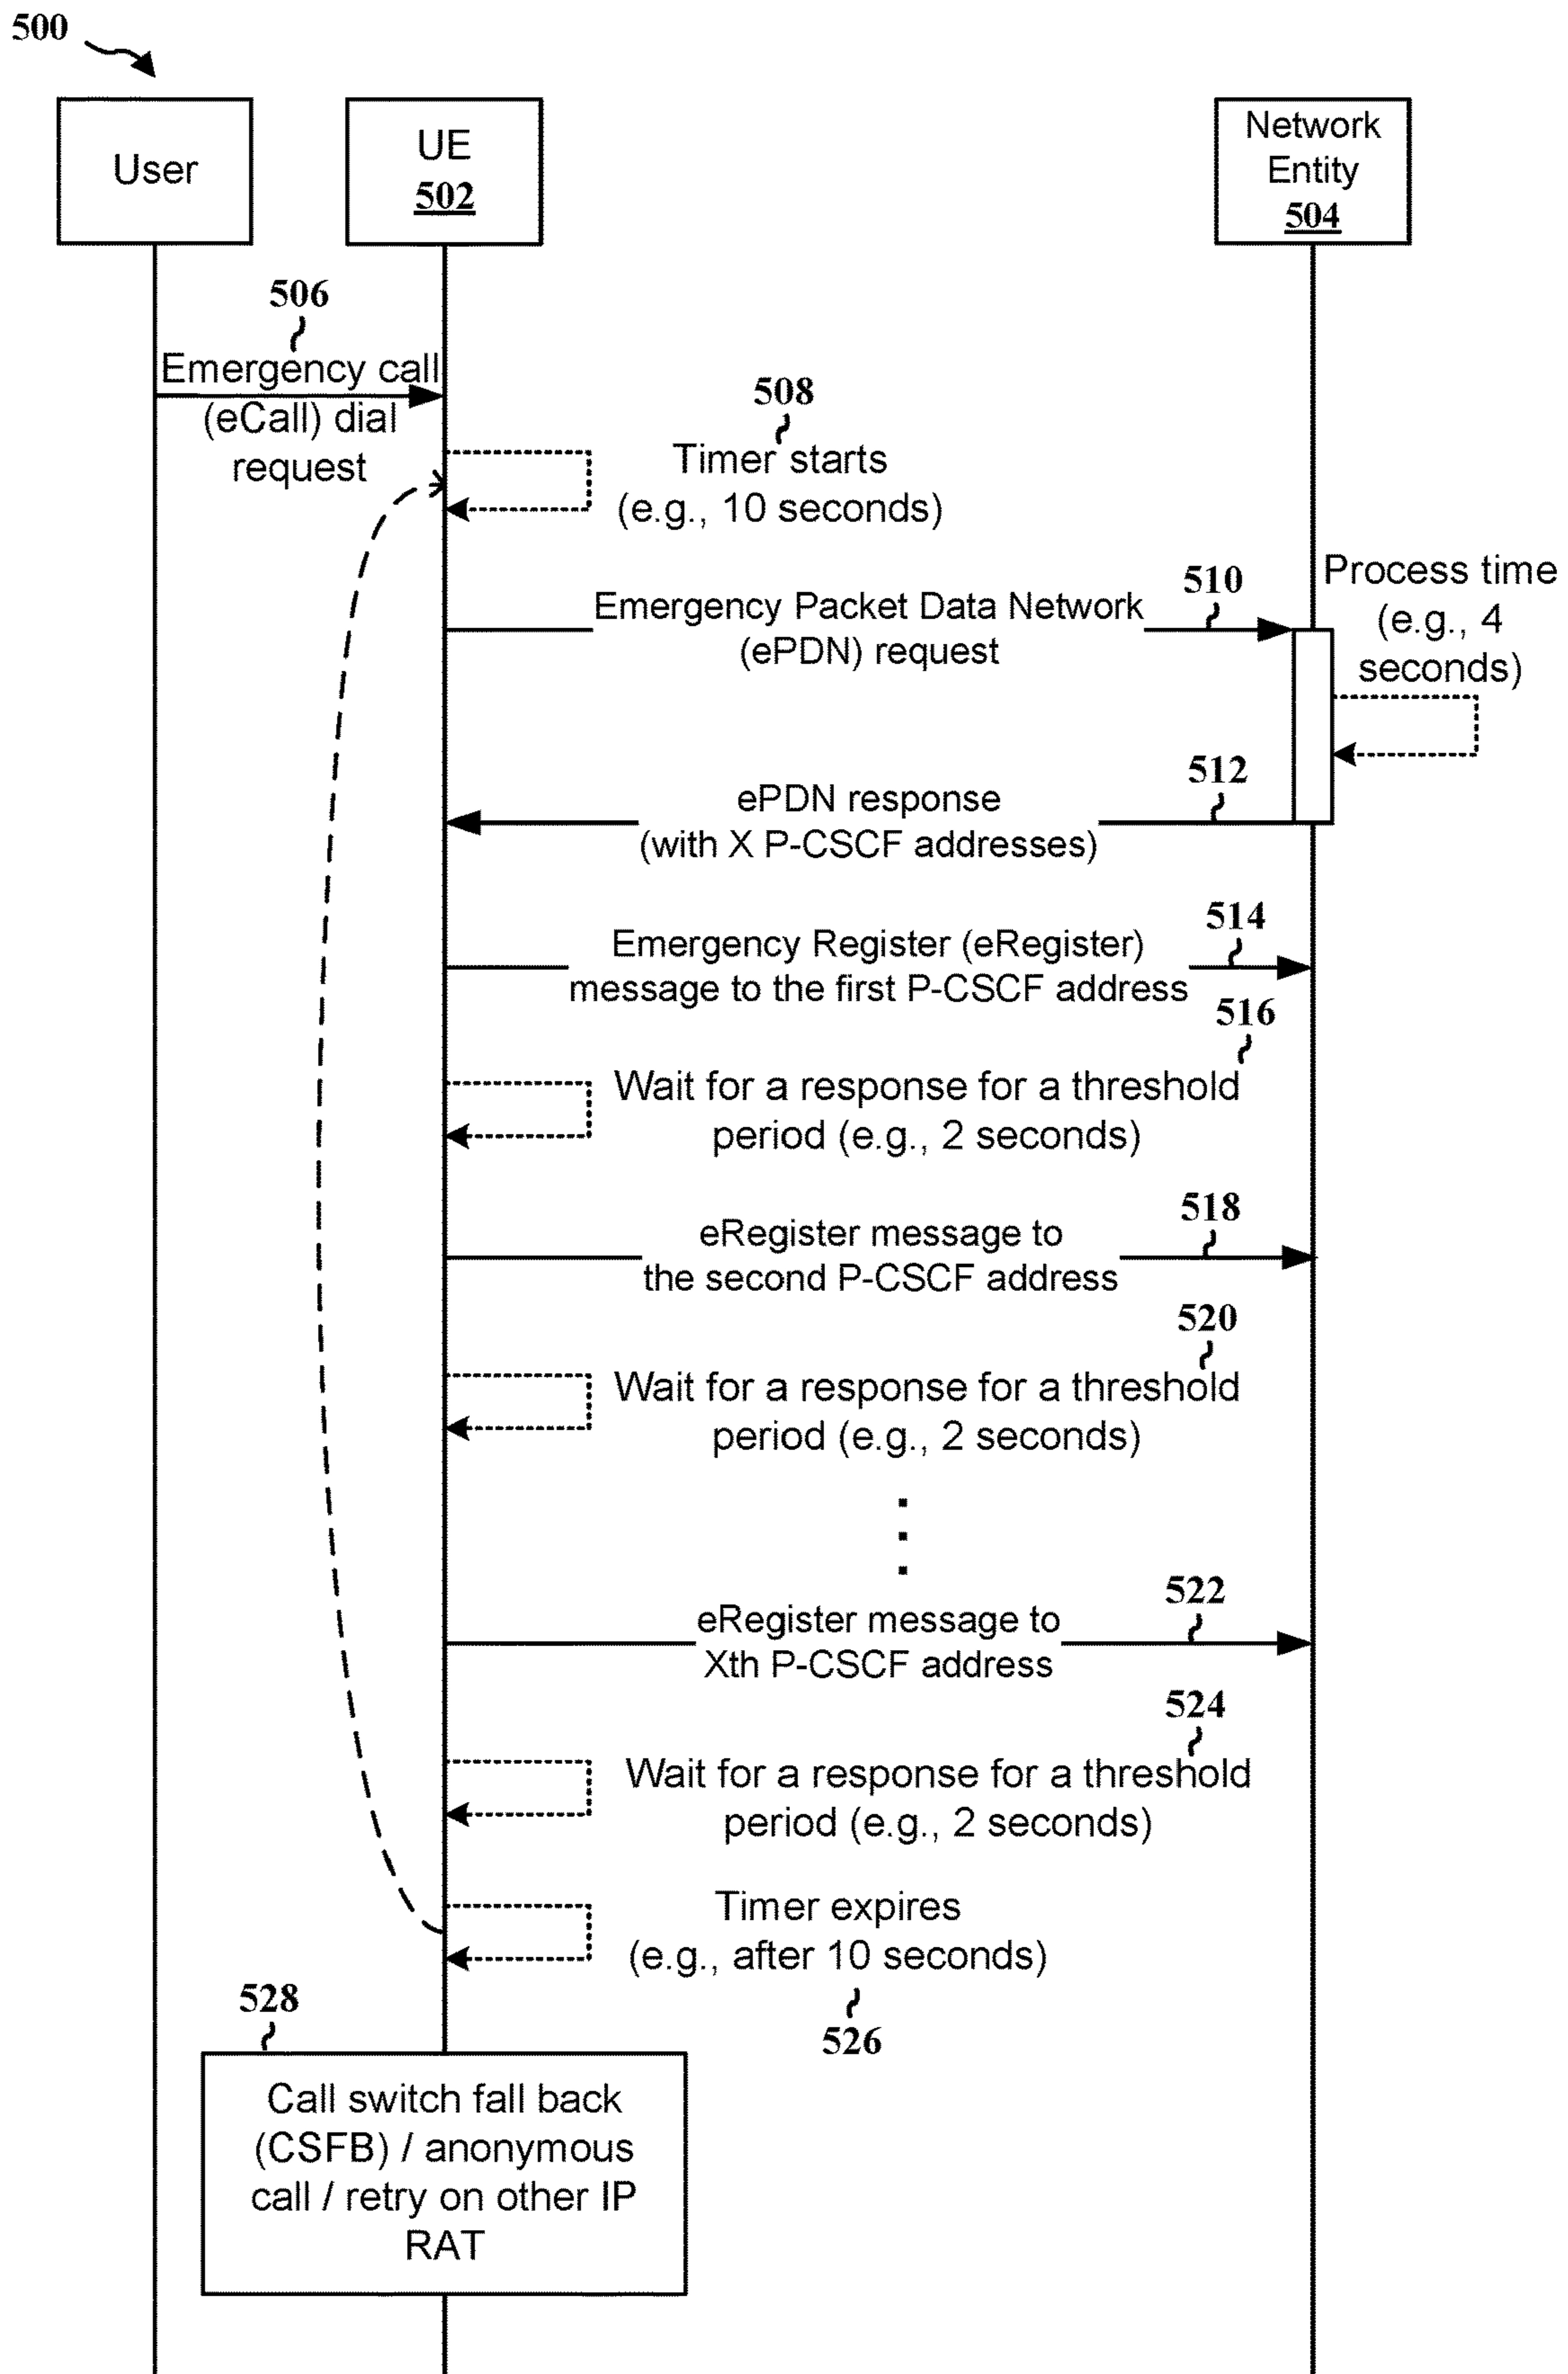 500
User
UE
502
Network
Entity
504
506
Emergency call
(eCall) dial
request
508
Timer starts
(e.g., 10 seconds)
510
Emergency Packet Data Network
(ePDN) request
Process time
(e.g., 4
seconds)
512
ePDN response
(with X P-CSCF addresses)
514
Emergency Register (eRegister)
message to the first P-CSCF address
516
Wait for a response for a threshold
period (e.g., 2 seconds)
518
eRegister message to
the second P-CSCF address
520
Wait for a response for a threshold
period (e.g., 2 seconds)
522
eRegister message to
Xth P-CSCF address
524
Wait for a response for a threshold
period (e.g., 2 seconds)
Timer expires
(e.g., after 10 seconds)
526
528
Call switch fall back
(CSFB) / anonymous
call / retry on other IP
RAT